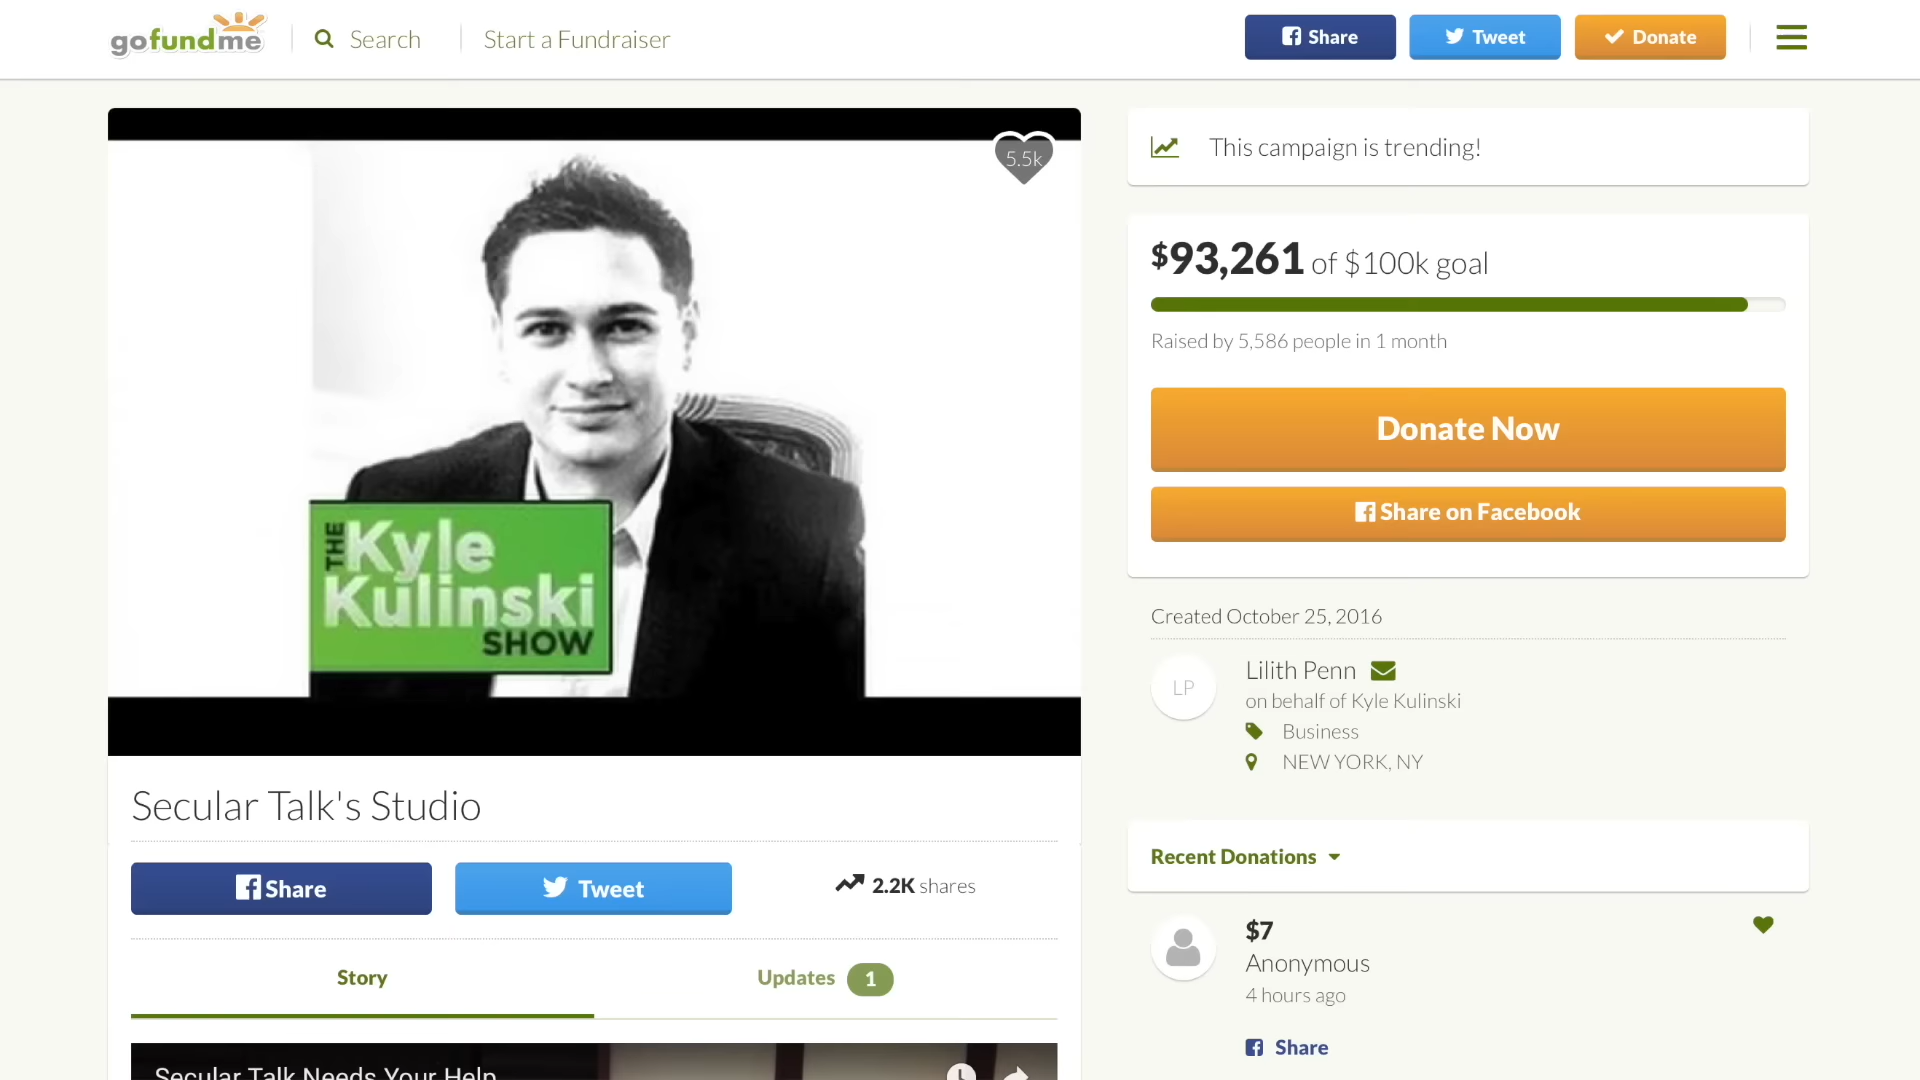 gofundme
Search
Start a Fundraiser
Share
Tweet
Donate
5.5k
THE
Kyle
Kulinski
SHOW
Secular Talk's Studio
Share
Tweet
2.2K shares
Story
Updates 1
Secular Talk Needs Your Help
This campaign is trending!
$93,261 of $100k goal
Raised by 5,586 people in 1 month
Donate Now
Share on Facebook
Created October 25, 2016
LP
Lilith Penn
on behalf of Kyle Kulinski
Business
NEW YORK, NY
Recent Donations
$7
Anonymous
4 hours ago
Share